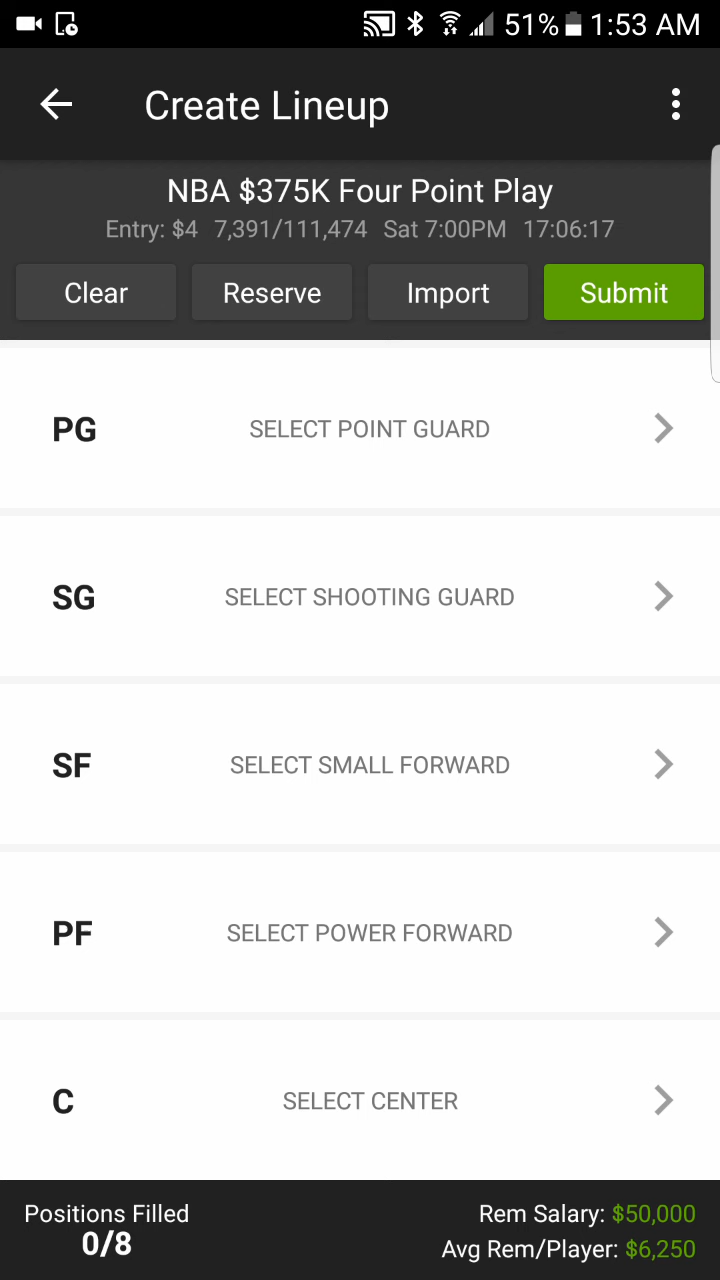 51% 1:53 AM
Create Lineup
NBA $375K Four Point Play
Entry: $4 7,391/111,474 Sat 7:00PM 17:06:17
Clear Reserve Import Submit
PG SELECT POINT GUARD
SG SELECT SHOOTING GUARD
SF SELECT SMALL FORWARD
PF SELECT POWER FORWARD
C SELECT CENTER
Positions Filled Rem Salary: $50,000
0/8 Avg Rem/Player: $6,250